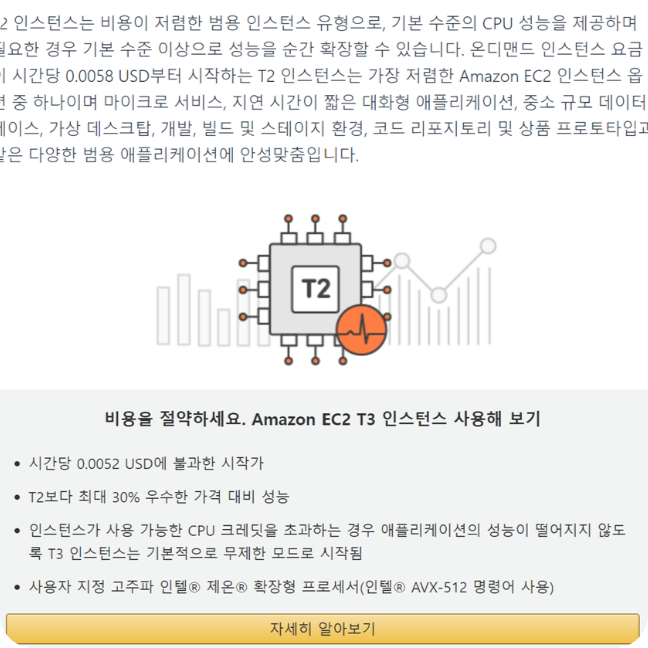 2 인스턴스는 비용이 저렴한 범용 인스턴스 유형으로, 기본 수준의 CPU 성능을 제공하며
필요한 경우 기본 수준 이상으로 성능을 순간 확장할 수 있습니다. 온디맨드 인스턴스 요금
이 시간당 0.0058 USD부터 시작하는 T2 인스턴스는 가장 저렴한 Amazon EC2 인스턴스 옵
션 중 하나이며 마이크로 서비스, 지연 시간이 짧은 대화형 애플리케이션, 중소 규모 데이터
베이스, 가상 데스크탑, 개발, 빌드 및 스테이지 환경, 코드 리포지토리 및 상품 프로토타입과
같은 다양한 범용 애플리케이션에 안성맞춤입니다.
T2
비용을 절약하세요. Amazon EC2 T3 인스턴스 사용해 보기
• 시간당 0.0052 USD에 불과한 시작가
• T2보다 최대 30% 우수한 가격 대비 성능
• 인스턴스가 사용 가능한 CPU 크레딧을 초과하는 경우 애플리케이션의 성능이 떨어지지 않도
록 T3 인스턴스는 기본적으로 무제한 모드로 시작됨
• 사용자 지정 고주파 인텔® 제온® 확장형 프로세서(인텔® AVX-512 명령어 사용)
자세히 알아보기